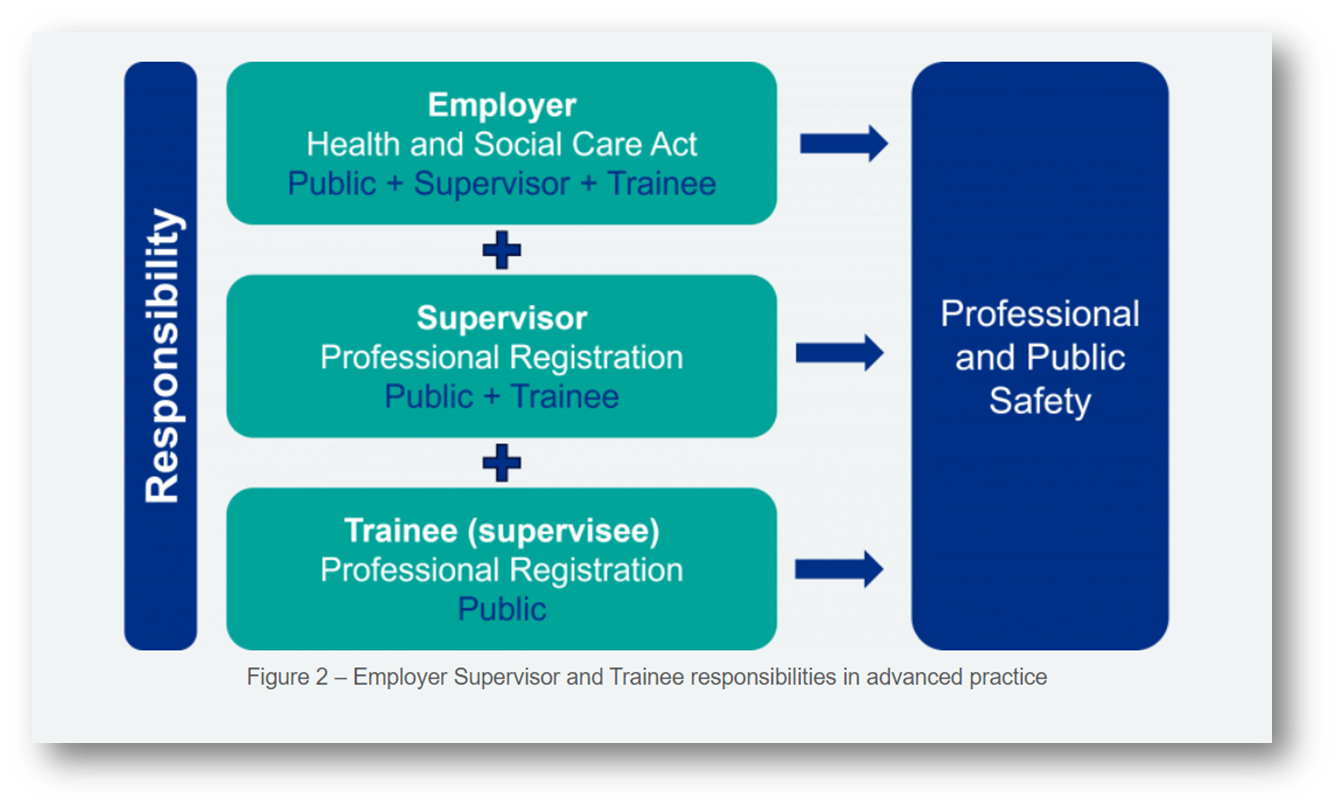 Responsibility
Employer
Health and Social Care Act
Public + Supervisor + Trainee
+
Supervisor
Professional Registration
Public + Trainee
+
Trainee (supervisee)
Professional Registration
Public
Professional
and Public
Safety
Figure 2 – Employer Supervisor and Trainee responsibilities in advanced practice